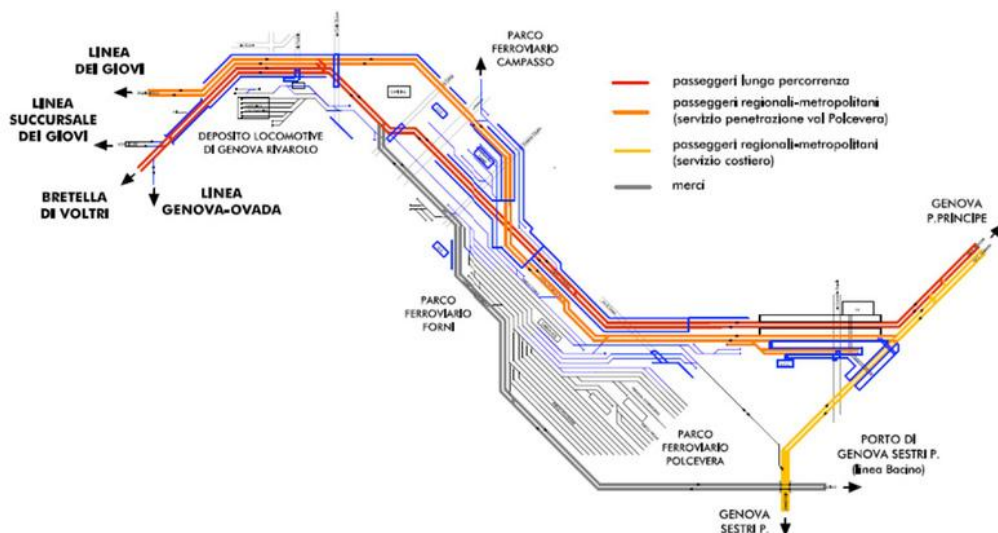 LINEA
DEI GIOVI
LINEA
SUCCURSALE
DEI GIOVI
BRETELLA
DI VOLTRI
LINEA
GENOVA-OVADA
DEPOSITO LOCOMOTIVE
DI GENOVA RIVAROLO
PARCO
FERROVIARIO
CAMPASSO
passeggeri lungo percorrenza
passeggeri regionali-metropolitani
(servizio penetrazione val Polcevera)
passeggeri regionali-metropolitani
(servizio costiero)
merci
GENOVA
P.PRINCIPE
PARCO
FERROVIARIO
FORNI
PARCO
FERROVIARIO
POLCEVERA
PORTO DI
GENOVA SESTRI P.
(linea Bacino)
GENOVA
SESTRI P.